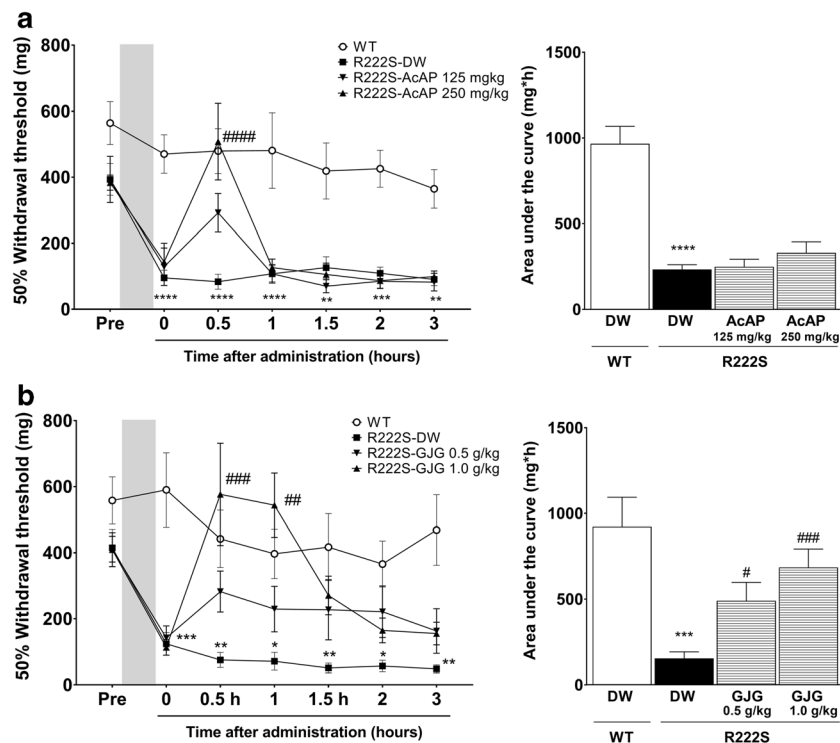 a
50% Withdrawal threshold (mg)
800
600
400
200
0
WT
R222S-DW
R222S-AcAP 125 mgkg
R222S-AcAP 250 mg/kg
####
**** **** **** ** *** **
Pre 0 0.5 1 1.5 2 3
Time after administration (hours)
Area under the curve (mg*h)
1500
1000
500
0
****
DW DW AcAP AcAP
125 mg/kg 250 mg/kg
WT R222S
b
50% Withdrawal threshold (mg)
800
600
400
200
0
WT
R222S-DW
R222S-GJG 0.5 g/kg
R222S-GJG 1.0 g/kg
###
##
*** ** * ** * **
Pre 0 0.5 h 1 1.5 h 2 3
Time after administration (hours)
Area under the curve (mg*h)
1500
1000
500
0
***
#
###
DW DW GJG GJG
0.5 g/kg 1.0 g/kg
WT R222S